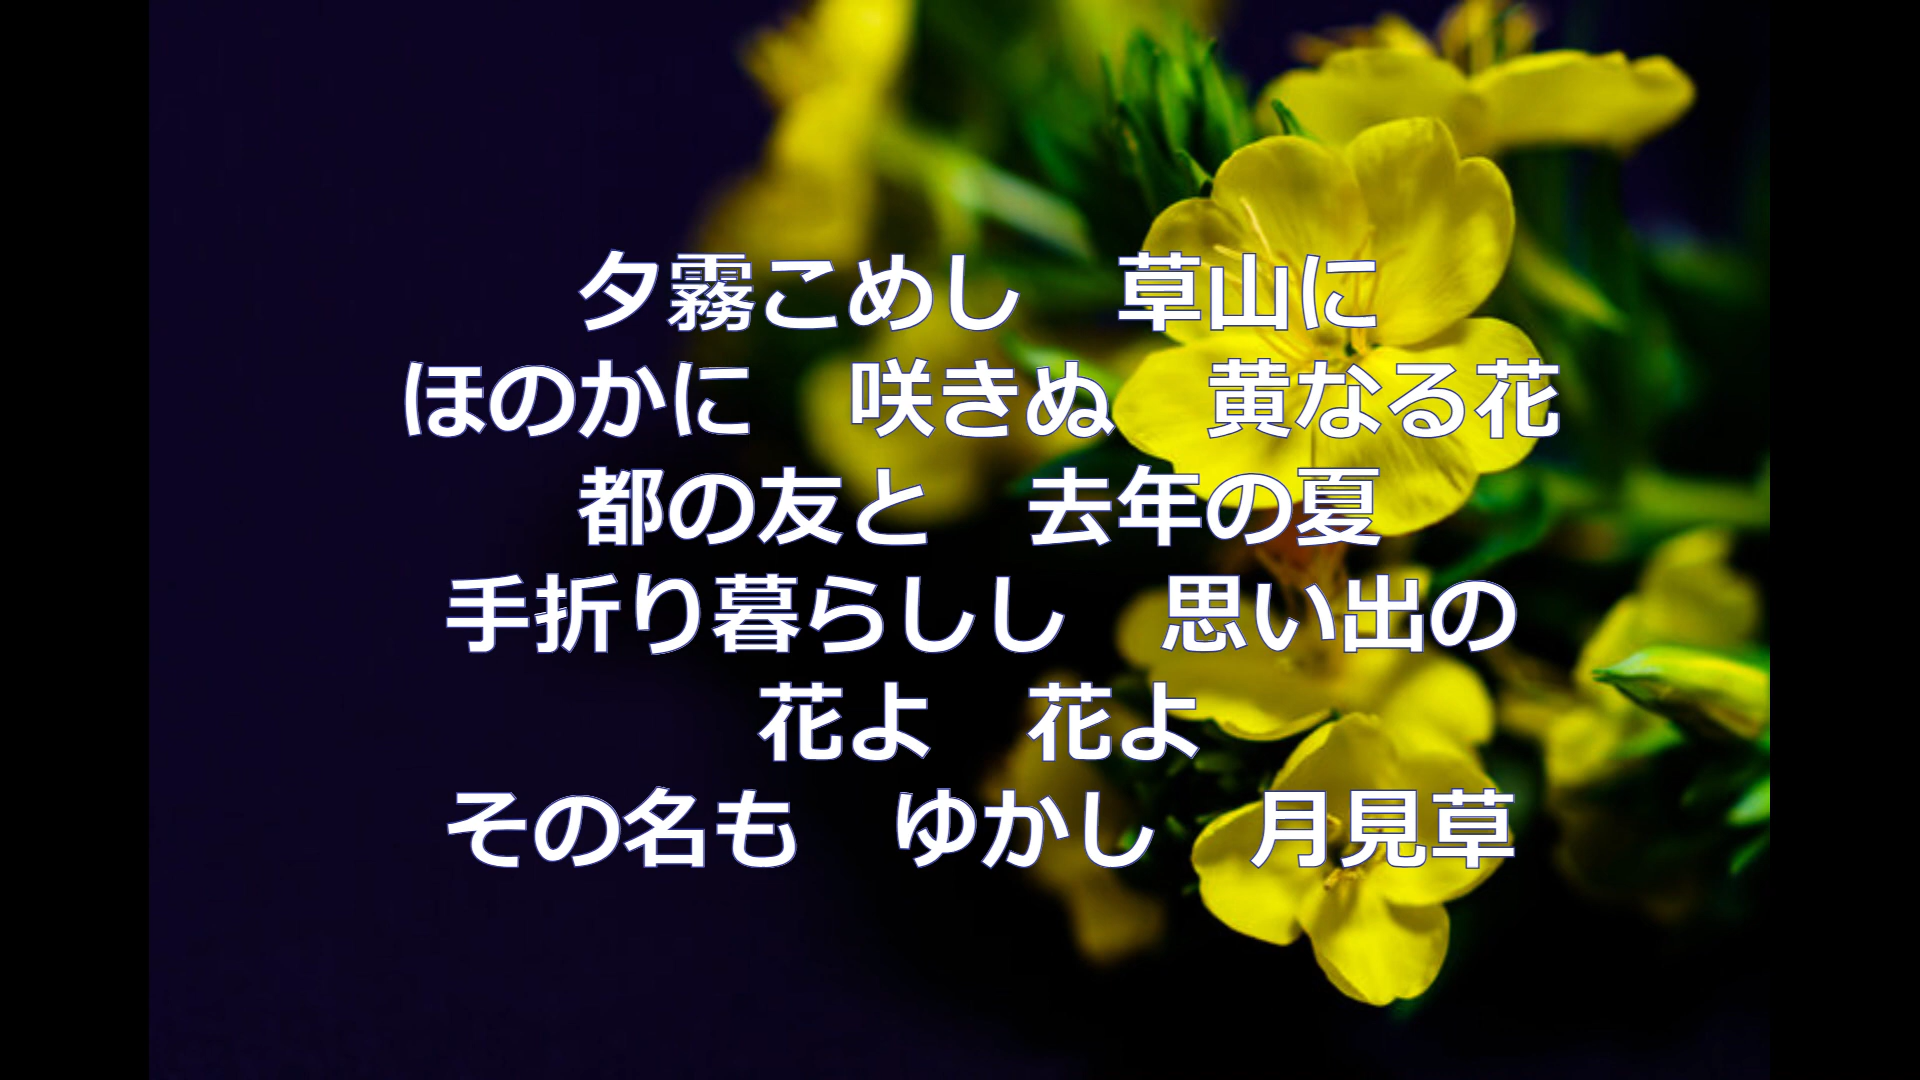 夕霧こめし　草山に
ほのかに　咲きぬ　黄なる花
都の友と　去年の夏
手折り暮らしし　思い出の
花よ　花よ
その名も　ゆかし　月見草